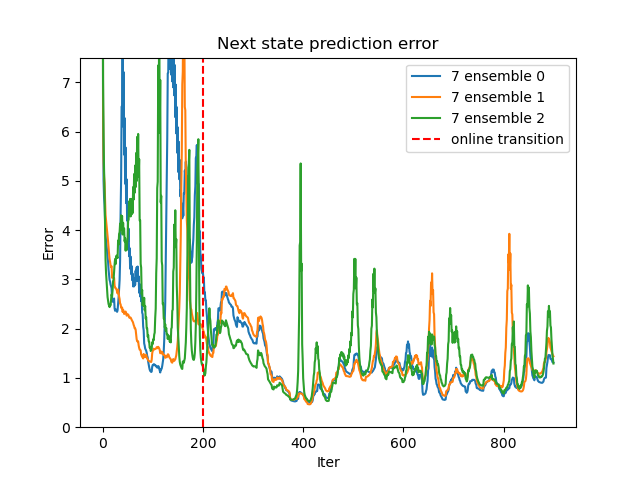 Next state prediction error
7 ensemble 0
7 ensemble 1
7 ensemble 2
online transition
Error
7
6
5
4
3
2
1
0
0 200 400 600 800
Iter